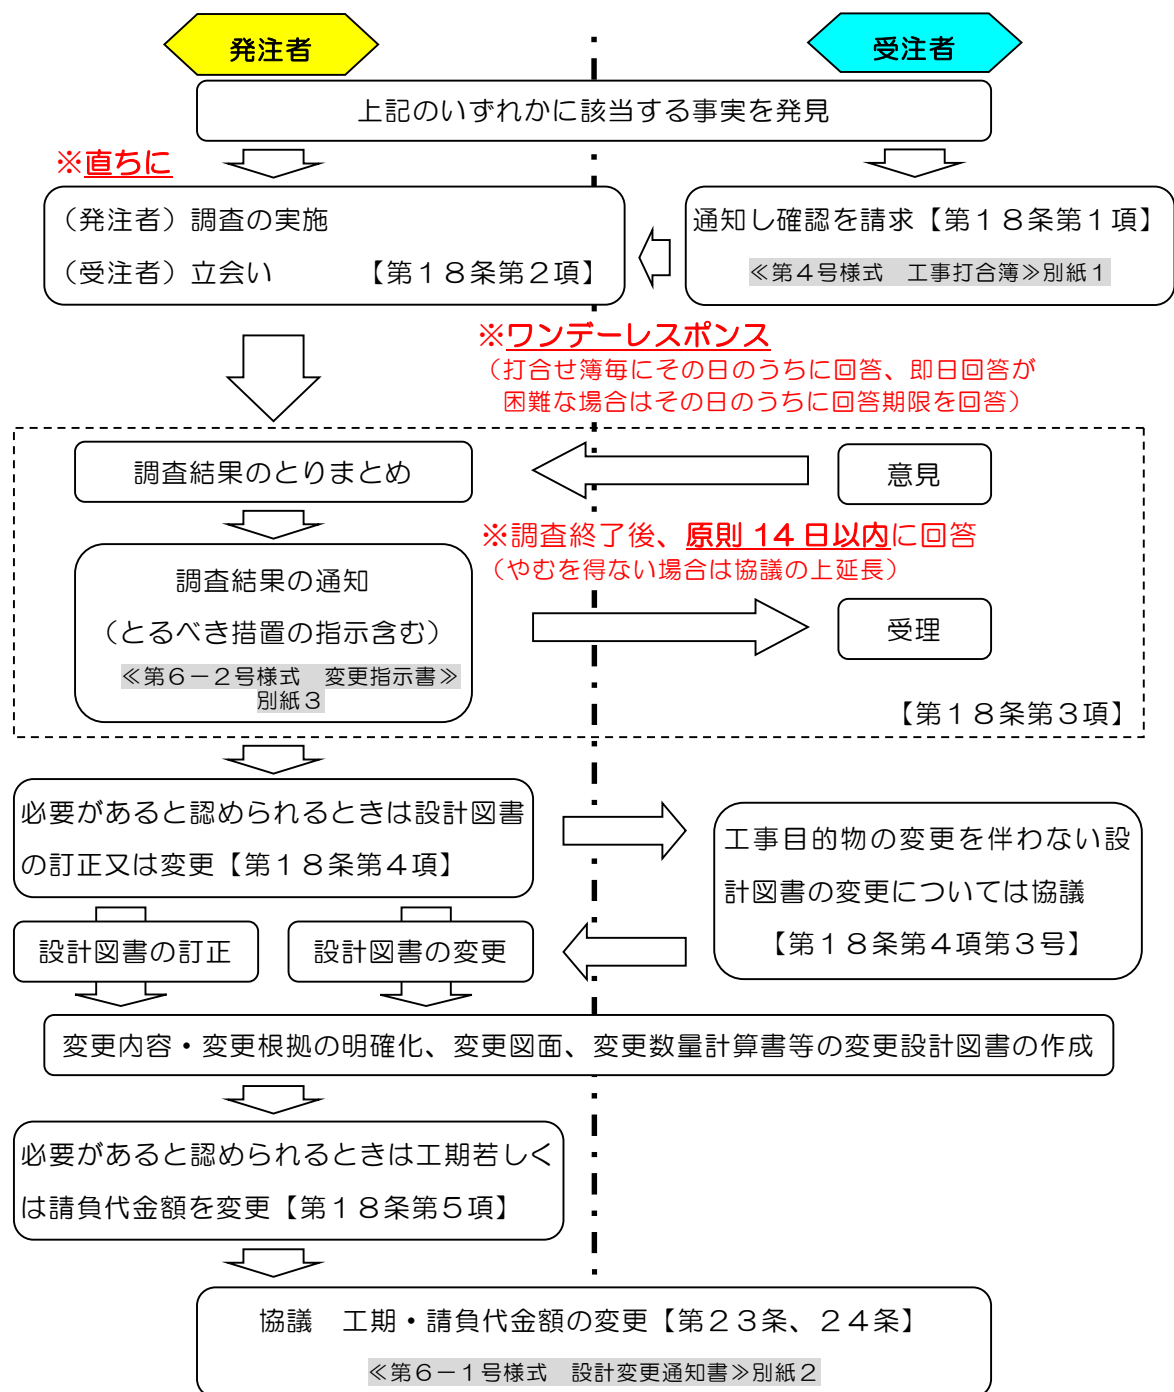 発注者
受注者
上記のいずれかに該当する事実を発見
※直ちに
（発注者）調査の実施
（受注者）立会い　　　【第１８条第２項】
通知し確認を請求【第１８条第１項】
≪第４号様式　工事打合簿≫別紙１
※ワンデーレスポンス
（打合せ簿毎にその日のうちに回答、即日回答が
困難な場合はその日のうちに回答期限を回答）
調査結果のとりまとめ
意見
※調査終了後、原則 14 日以内に回答
（やむを得ない場合は協議の上延長）
調査結果の通知
（とるべき措置の指示含む）
≪第６－２号様式　変更指示書≫
別紙３
受理
【第１８条第３項】
必要があると認められるときは設計図書
の訂正又は変更【第１８条第４項】
工事目的物の変更を伴わない設
計図書の変更については協議
【第１８条第４項第３号】
設計図書の訂正
設計図書の変更
変更内容・変更根拠の明確化、変更図面、変更数量計算書等の変更設計図書の作成
必要があると認められるときは工期若しく
は請負代金額を変更【第１８条第５項】
協議　工期・請負代金額の変更【第２３条、２４条】
≪第６－１号様式　設計変更通知書≫別紙２